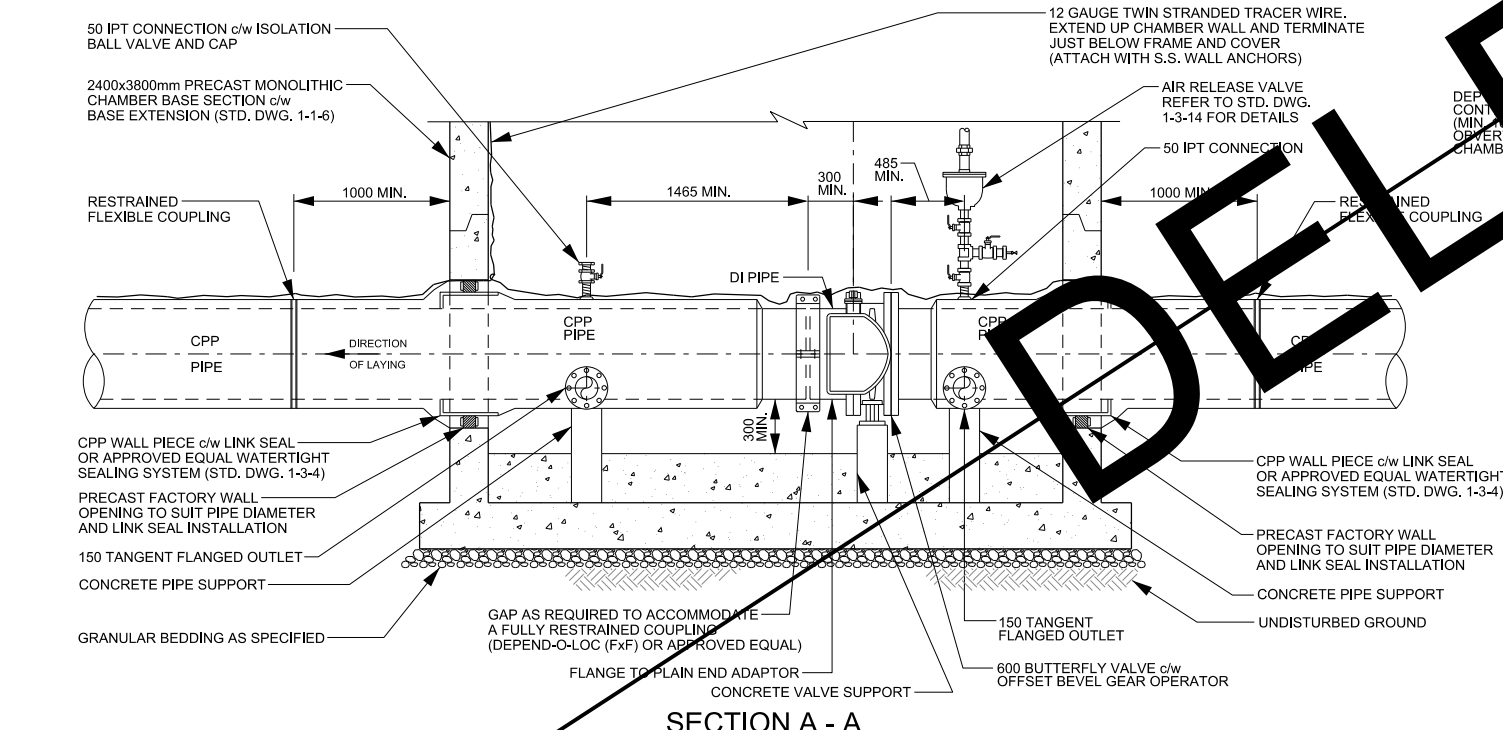 50 IPT CONNECTION c/w ISOLATION
BALL VALVE AND CAP
2400x3800mm PRECAST MONOLITHIC
CHAMBER BASE SECTION c/w
BASE EXTENSION (STD. DWG. 1-1-6)
RESTRAINED
FLEXIBLE COUPLING
12 GAUGE TWIN STRANDED TRACER WIRE.
EXTEND UP CHAMBER WALL AND TERMINATE
JUST BELOW FRAME AND COVER
(ATTACH WITH S.S. WALL ANCHORS)
AIR RELEASE VALVE
REFER TO STD. DWG.
1-3-14 FOR DETAILS
50 IPT CONNECTION
1000 MIN.
1465 MIN.
300
MIN.
485
MIN.
1000 MIN.
COUPLING
DI PIPE
CPP
PIPE
DIRECTION
OF LAYING
CPP
PIPE
CPP
300
MIN.
CPP WALL PIECE c/w LINK SEAL
OR APPROVED EQUAL WATERTIGHT
SEALING SYSTEM (STD. DWG. 1-3-4)
PRECAST FACTORY WALL
OPENING TO SUIT PIPE DIAMETER
AND LINK SEAL INSTALLATION
150 TANGENT FLANGED OUTLET
CONCRETE PIPE SUPPORT
GRANULAR BEDDING AS SPECIFIED
GAP AS REQUIRED TO ACCOMMODATE
A FULLY RESTRAINED COUPLING
(DEPEND-O-LOC (FxF) OR APPROVED EQUAL)
FLANGE TO PLAIN END ADAPTOR
CONCRETE VALVE SUPPORT
150 TANGENT
FLANGED OUTLET
600 BUTTERFLY VALVE c/w
OFFSET BEVEL GEAR OPERATOR
CPP WALL PIECE c/w LINK SEAL
OR APPROVED EQUAL WATERTIGHT
SEALING SYSTEM (STD. DWG. 1-3-4)
PRECAST FACTORY WALL
OPENING TO SUIT PIPE DIAMETER
AND LINK SEAL INSTALLATION
CONCRETE PIPE SUPPORT
UNDISTURBED GROUND
SECTION A - A
DELE